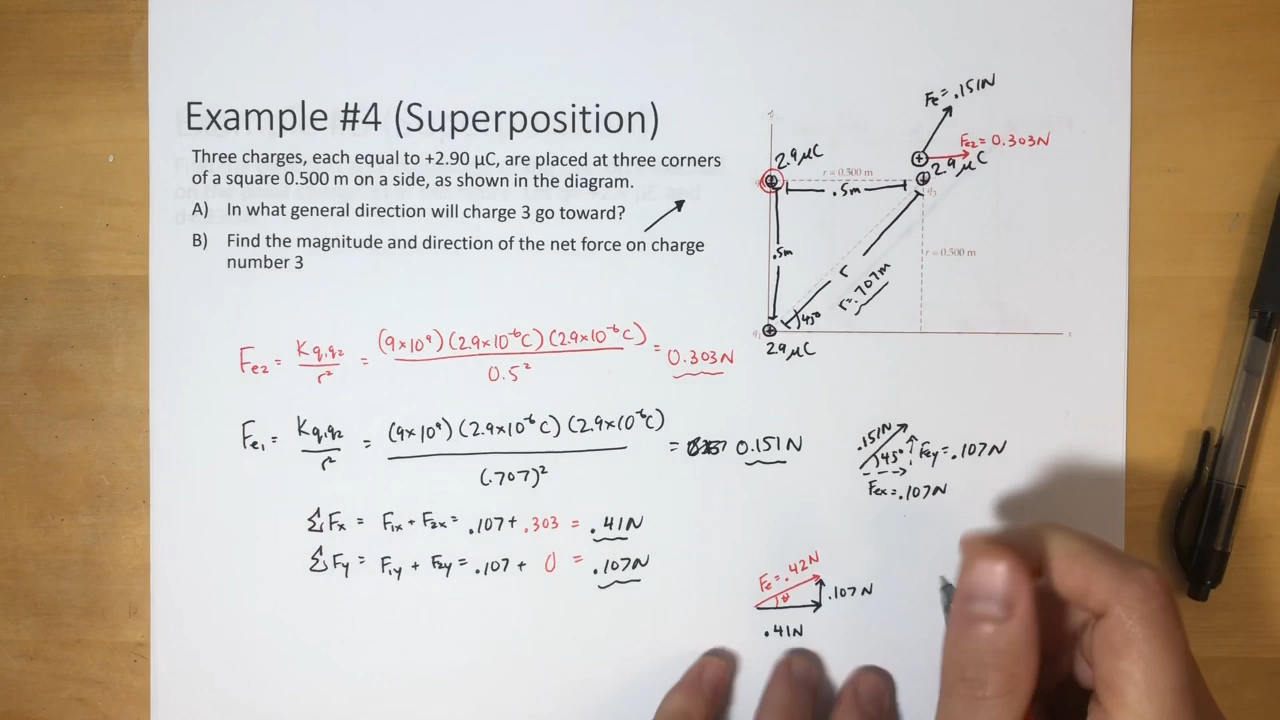 Example #4 (Superposition)
Three charges, each equal to +2.90 μC, are placed at three corners
of a square 0.500 m on a side, as shown in the diagram.
A) In what general direction will charge 3 go toward?
B) Find the magnitude and direction of the net force on charge
number 3
Fe = .151N
Fe2 = 0.303N
2.9 μC
2.9 μC
r = 0.500 m
.5m
.5m
r = 0.500 m
r
r = .707m
45°
2.9 μC
x
Fe2 = Kq1q2 / r² = (9×10⁹)(2.9×10⁻⁶C)(2.9×10⁻⁶C) / 0.5² = 0.303N
Fe1 = Kq1q2 / r² = (9×10⁹)(2.9×10⁻⁶C)(2.9×10⁻⁶C) / (.707)² = 0.151N
.151N
45°
Fey = .107N
Fex = .107N
ΣFx = F1x + F2x = .107 + .303 = .41N
ΣFy = F1y + F2y = .107 + 0 = .107N
Fe = .42N
θ
.107N
.41N